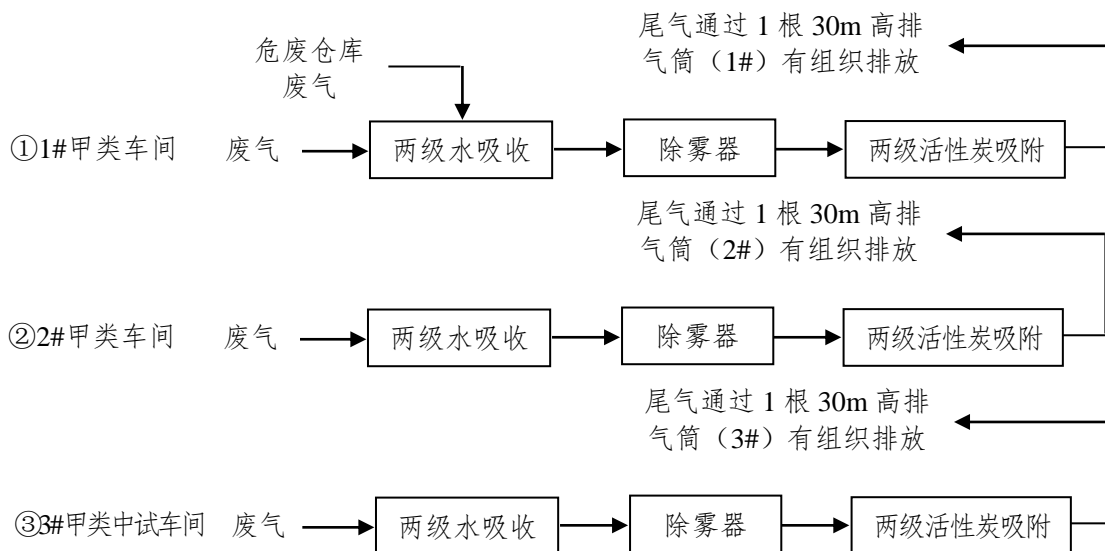 尾气通过 1 根 30m 高排
气筒（1#）有组织排放
危废仓库
废气
①1#甲类车间 废气 两级水吸收 除雾器 两级活性炭吸附
尾气通过 1 根 30m 高排
气筒（2#）有组织排放
②2#甲类车间 废气 两级水吸收 除雾器 两级活性炭吸附
尾气通过 1 根 30m 高排
气筒（3#）有组织排放
③3#甲类中试车间 废气 两级水吸收 除雾器 两级活性炭吸附